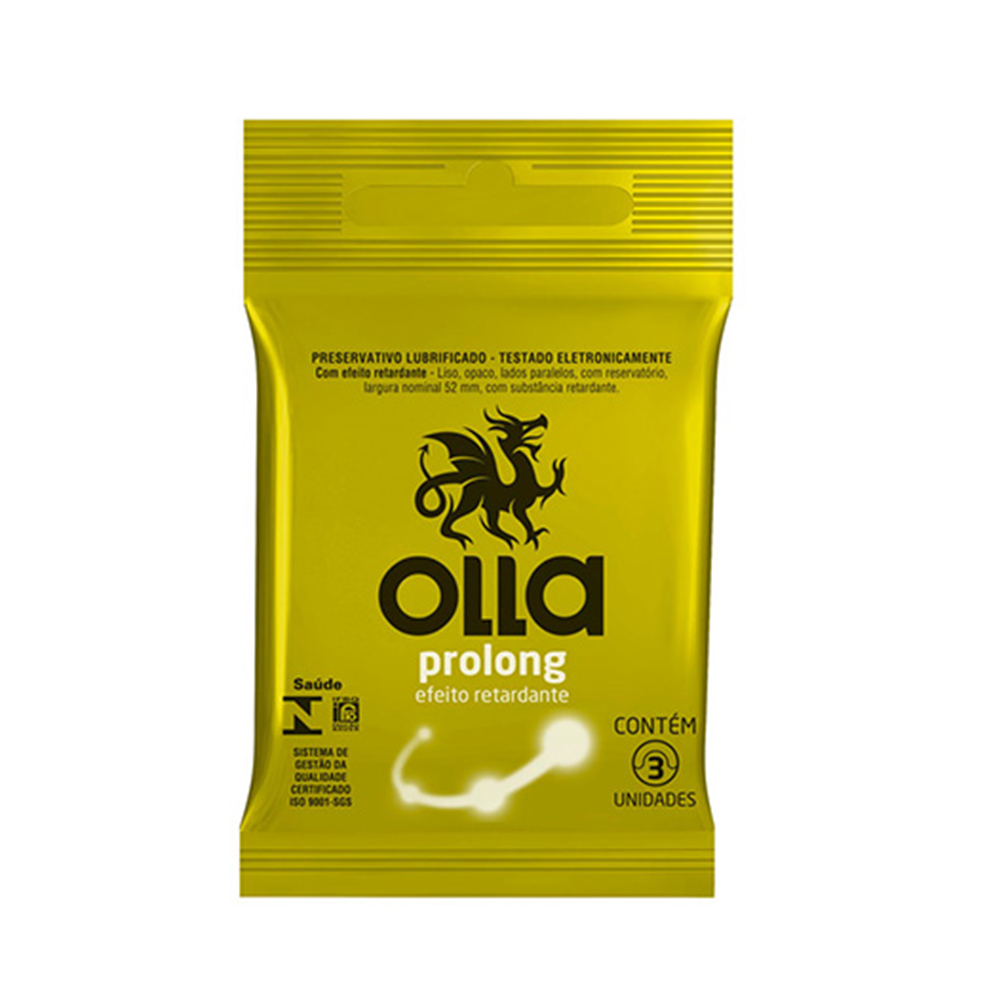 PRESERVATIVO LUBRIFICADO - TESTADO ELETRONICAMENTE
Com efeito retardante - Liso, opaco, lados paralelos, com reservatório,
largura nominal 52 mm, com substância retardante.
olla
prolong
efeito retardante
Saúde
SISTEMA DE
GESTÃO DA
QUALIDADE
CERTIFICADO
ISO 9001-SGS
CONTÉM
3
UNIDADES